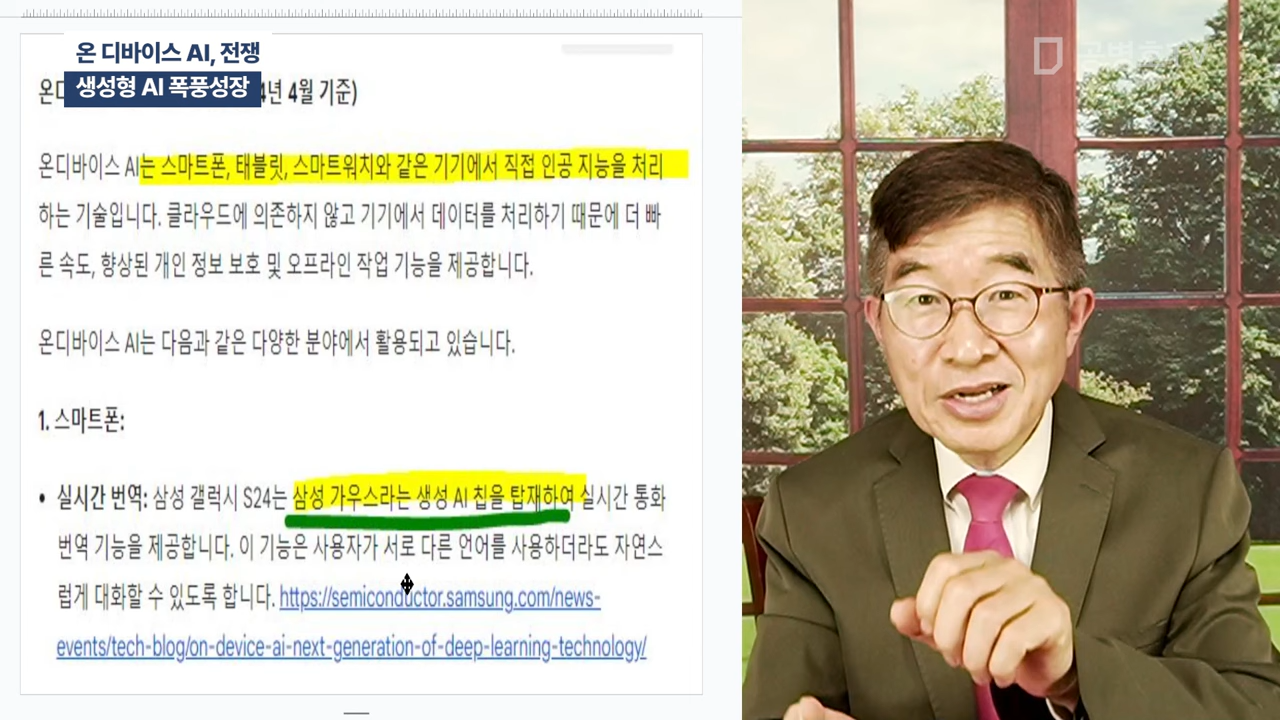 온 디바이스 AI, 전쟁
생성형 AI 폭풍성장
온디 4년 4월 기준)
온디바이스 AI는 스마트폰, 태블릿, 스마트워치와 같은 기기에서 직접 인공 지능을 처리
하는 기술입니다. 클라우드에 의존하지 않고 기기에서 데이터를 처리하기 때문에 더 빠
른 속도, 향상된 개인 정보 보호 및 오프라인 작업 기능을 제공합니다.
온디바이스 AI는 다음과 같은 다양한 분야에서 활용되고 있습니다.
1. 스마트폰:
• 실시간 번역: 삼성 갤럭시 S24는 삼성 가우스라는 생성 AI 칩을 탑재하여 실시간 통화
번역 기능을 제공합니다. 이 기능은 사용자가 서로 다른 언어를 사용하더라도 자연스
럽게 대화할 수 있도록 합니다. https://semiconductor.samsung.com/news-
events/tech-blog/on-device-ai-next-generation-of-deep-learning-technology/